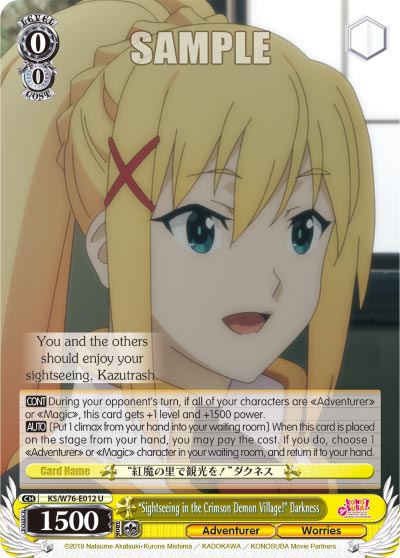 LEVEL
0
0
COST
SAMPLE
You and the others
should enjoy your
sightseeing, Kazutrash.
CONT During your opponent's turn, if all of your characters are «Adventurer»
or «Magic», this card gets +1 level and +1500 power.
AUTO [Put 1 climax from your hand into your waiting room] When this card is placed
on the stage from your hand, you may pay the cost. If you do, choose 1
«Adventurer» or «Magic» character in your waiting room, and return it to your hand.
Card Name "紅魔の里で観光を！"ダクネス
CH KS/W76-E012 U
"Sightseeing in the Crimson Demon Village!" Darkness
POWER 1500 SOUL
Adventurer Worries
©2019 Natsume Akatsuki・Kurone Mishima / KADOKAWA / KONOSUBA Movie Partners